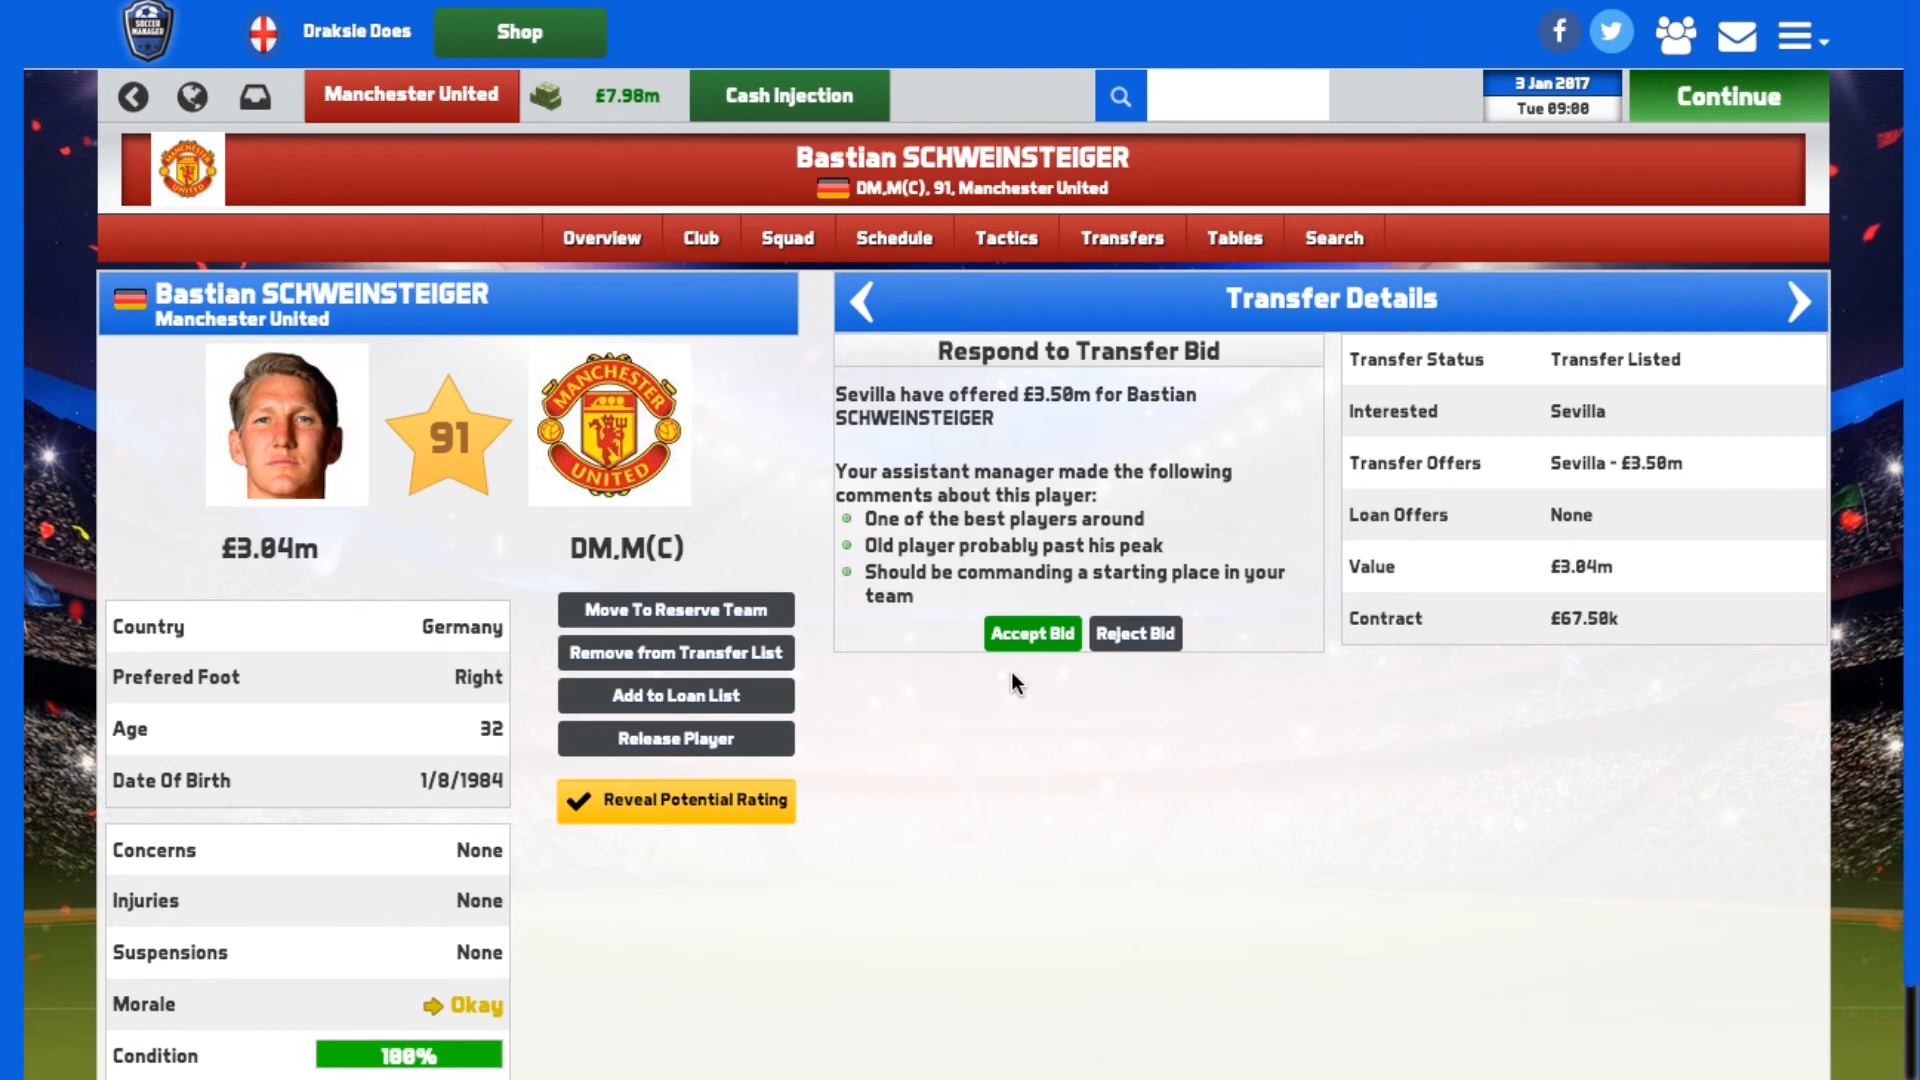 SOCCER
MANAGER
Draksie Does
Shop
Manchester United
£7.98m
Cash Injection
3 Jan 2017
Tue 09:00
Continue
MANCHESTER
UNITED
Bastian SCHWEINSTEIGER
DM,M(C), 91, Manchester United
Overview
Club
Squad
Schedule
Tactics
Transfers
Tables
Search
Bastian SCHWEINSTEIGER
Manchester United
91
MANCHESTER
UNITED
£3.04m
DM,M(C)
Country Germany
Prefered Foot Right
Age 32
Date Of Birth 1/8/1984
Move To Reserve Team
Remove from Transfer List
Add to Loan List
Release Player
Reveal Potential Rating
Concerns None
Injuries None
Suspensions None
Morale Okay
Condition 100%
Transfer Details
Respond to Transfer Bid
Sevilla have offered £3.50m for Bastian
SCHWEINSTEIGER
Your assistant manager made the following
comments about this player:
One of the best players around
Old player probably past his peak
Should be commanding a starting place in your
team
Accept Bid
Reject Bid
Transfer Status Transfer Listed
Interested Sevilla
Transfer Offers Sevilla - £3.50m
Loan Offers None
Value £3.04m
Contract £67.50k